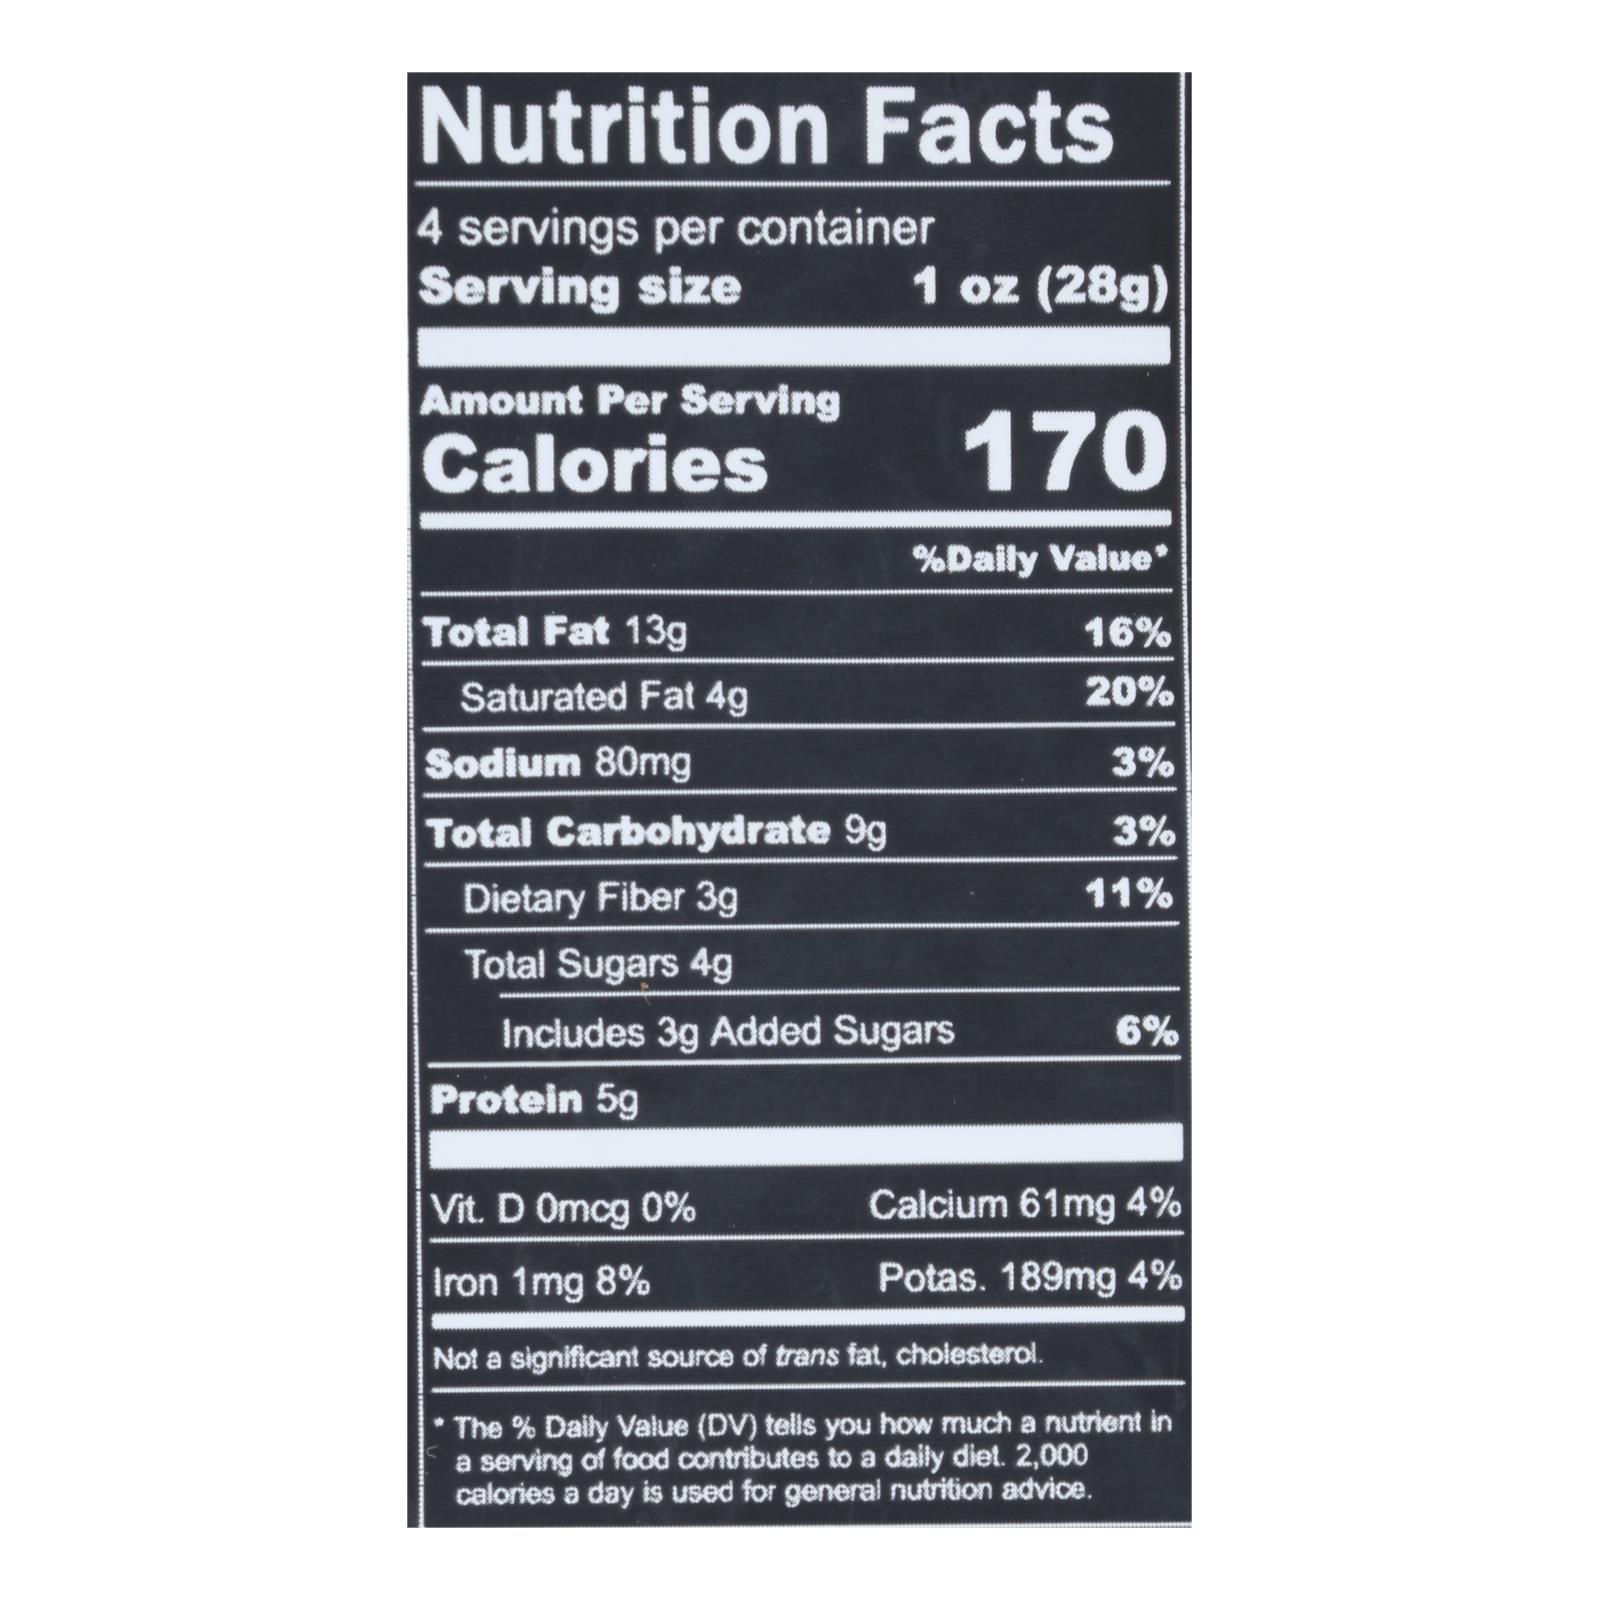 Nutrition Facts
4 servings per container
Serving size 1 oz (28g)
Amount Per Serving
Calories 170
%Daily Value*
Total Fat 13g 16%
Saturated Fat 4g 20%
Sodium 80mg 3%
Total Carbohydrate 9g 3%
Dietary Fiber 3g 11%
Total Sugars 4g
Includes 3g Added Sugars 6%
Protein 5g
Vit. D 0mcg 0% Calcium 61mg 4%
Iron 1mg 8% Potas. 189mg 4%
Not a significant source of trans fat, cholesterol.
* The % Daily Value (DV) tells you how much a nutrient in
a serving of food contributes to a daily diet. 2,000
calories a day is used for general nutrition advice.